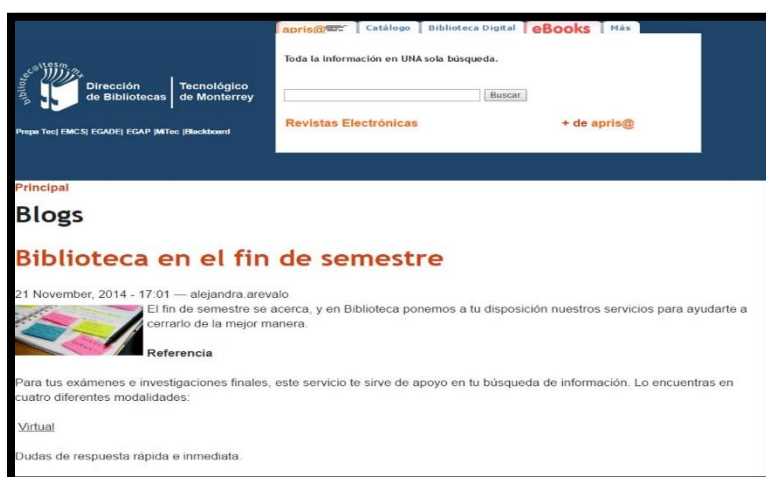 apris@ Catálogo Biblioteca Digital eBooks Más
Toda la información en UNA sola búsqueda.
Buscar
Revistas Electrónicas + de apris@
biblioteca@itesm.mx
Dirección de Bibliotecas
Tecnológico de Monterrey
Prepa Tec| EMCS| EGADE| EGAP |MiTec |Blackboard
Principal
Blogs
Biblioteca en el fin de semestre
21 November, 2014 - 17:01 — alejandra.arevalo
El fin de semestre se acerca, y en Biblioteca ponemos a tu disposición nuestros servicios para ayudarte a
cerrarlo de la mejor manera.
Referencia
Para tus exámenes e investigaciones finales, este servicio te sirve de apoyo en tu búsqueda de información. Lo encuentras en
cuatro diferentes modalidades:
Virtual
Dudas de respuesta rápida e inmediata.